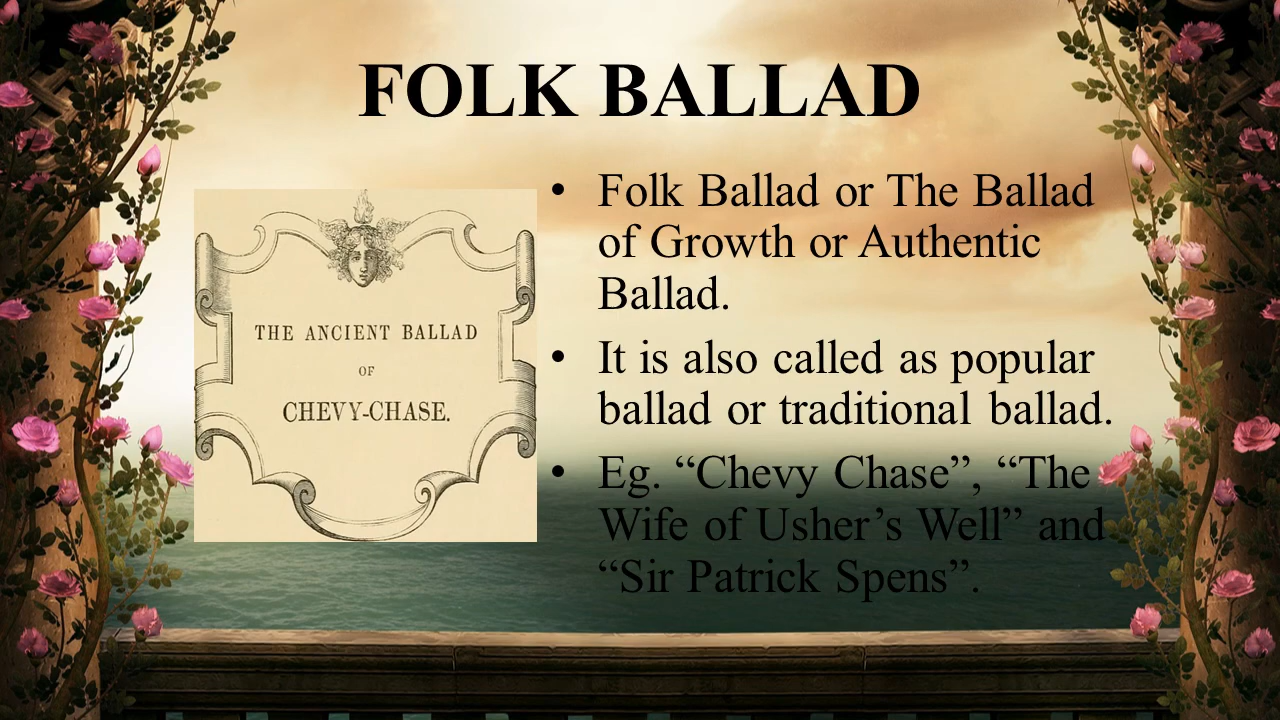 FOLK BALLAD
THE ANCIENT BALLAD
OF
CHEVY-CHASE.
• Folk Ballad or The Ballad
of Growth or Authentic
Ballad.
• It is also called as popular
ballad or traditional ballad.
• Eg. “Chevy Chase”, “The
Wife of Usher’s Well” and
“Sir Patrick Spens”.